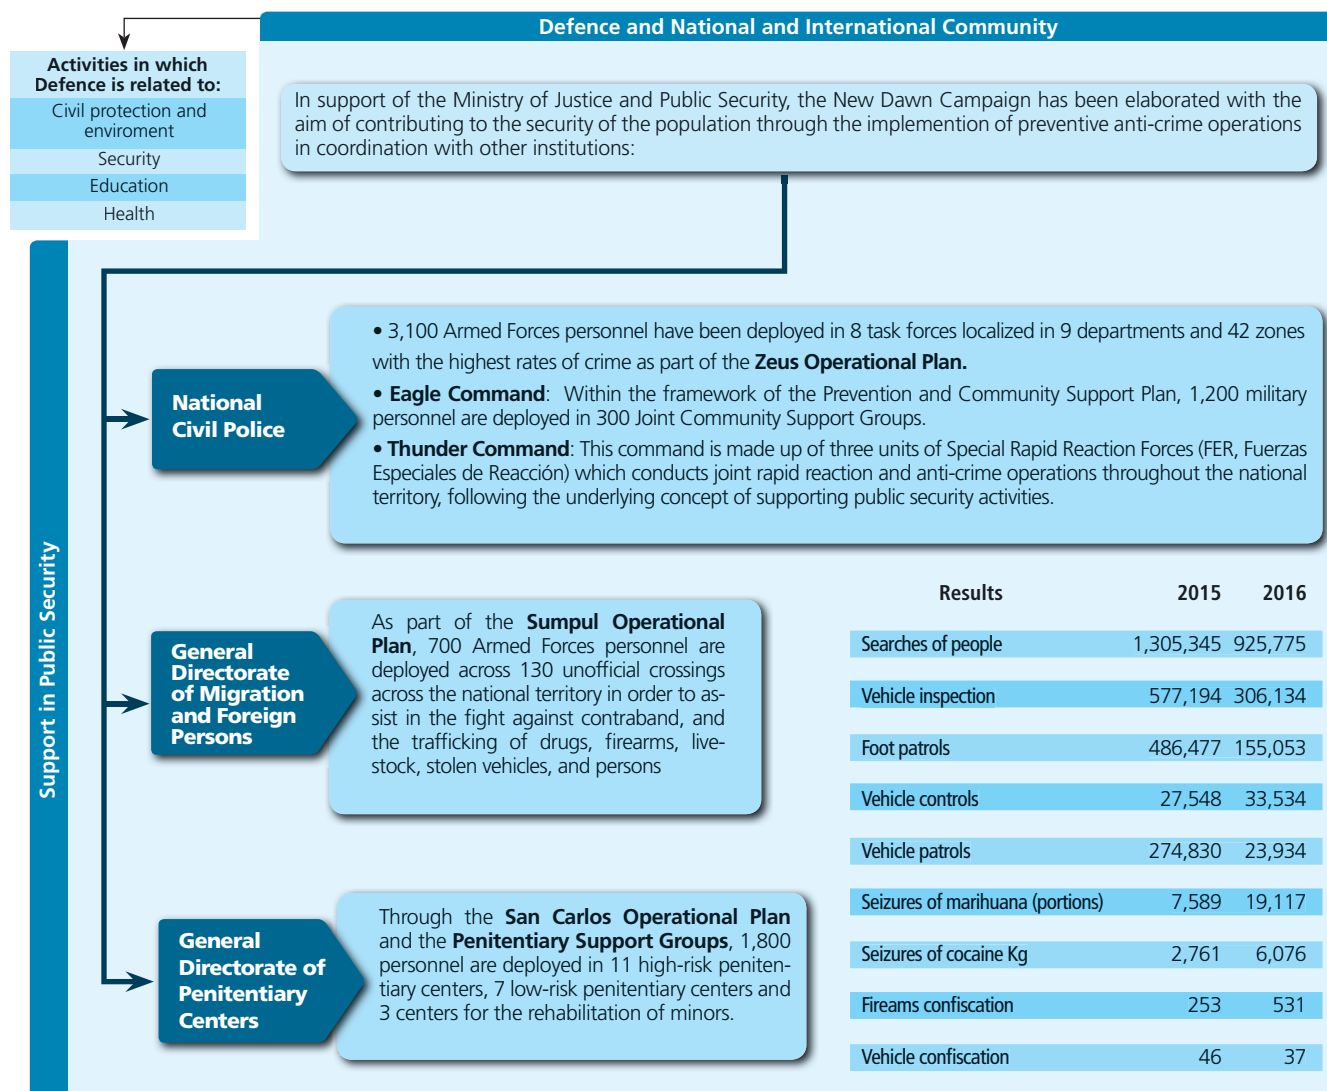 Defence and National and International Community
Activities in which
Defence is related to:
Civil protection and
enviroment
Security
Education
Health
In support of the Ministry of Justice and Public Security, the New Dawn Campaign has been elaborated with the
aim of contributing to the security of the population through the implemention of preventive anti-crime operations
in coordination with other institutions:
Support in Public Security
National
Civil Police
• 3,100 Armed Forces personnel have been deployed in 8 task forces localized in 9 departments and 42 zones
with the highest rates of crime as part of the Zeus Operational Plan.
• Eagle Command: Within the framework of the Prevention and Community Support Plan, 1,200 military
personnel are deployed in 300 Joint Community Support Groups.
• Thunder Command: This command is made up of three units of Special Rapid Reaction Forces (FER, Fuerzas
Especiales de Reacción) which conducts joint rapid reaction and anti-crime operations throughout the national
territory, following the underlying concept of supporting public security activities.
General
Directorate
of Migration
and Foreign
Persons
As part of the Sumpul Operational
Plan, 700 Armed Forces personnel are
deployed across 130 unofficial crossings
across the national territory in order to as-
sist in the fight against contraband, and
the trafficking of drugs, firearms, live-
stock, stolen vehicles, and persons
General
Directorate of
Penitentiary
Centers
Through the San Carlos Operational Plan
and the Penitentiary Support Groups, 1,800
personnel are deployed in 11 high-risk peniten-
tiary centers, 7 low-risk penitentiary centers and
3 centers for the rehabilitation of minors.
Results 2015 2016
Searches of people 1,305,345 925,775
Vehicle inspection 577,194 306,134
Foot patrols 486,477 155,053
Vehicle controls 27,548 33,534
Vehicle patrols 274,830 23,934
Seizures of marihuana (portions) 7,589 19,117
Seizures of cocaine Kg 2,761 6,076
Fireams confiscation 253 531
Vehicle confiscation 46 37